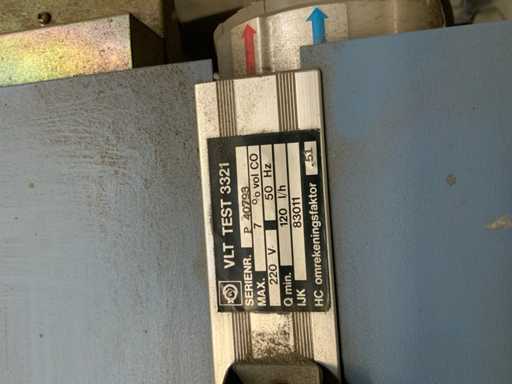 VLT TEST 3321
SERIENR. P 40793
MAX. 7 % vol CO
220 V 50 Hz
Q min. 120 l/h
IJK 83011
HC omrekeningsfaktor .51